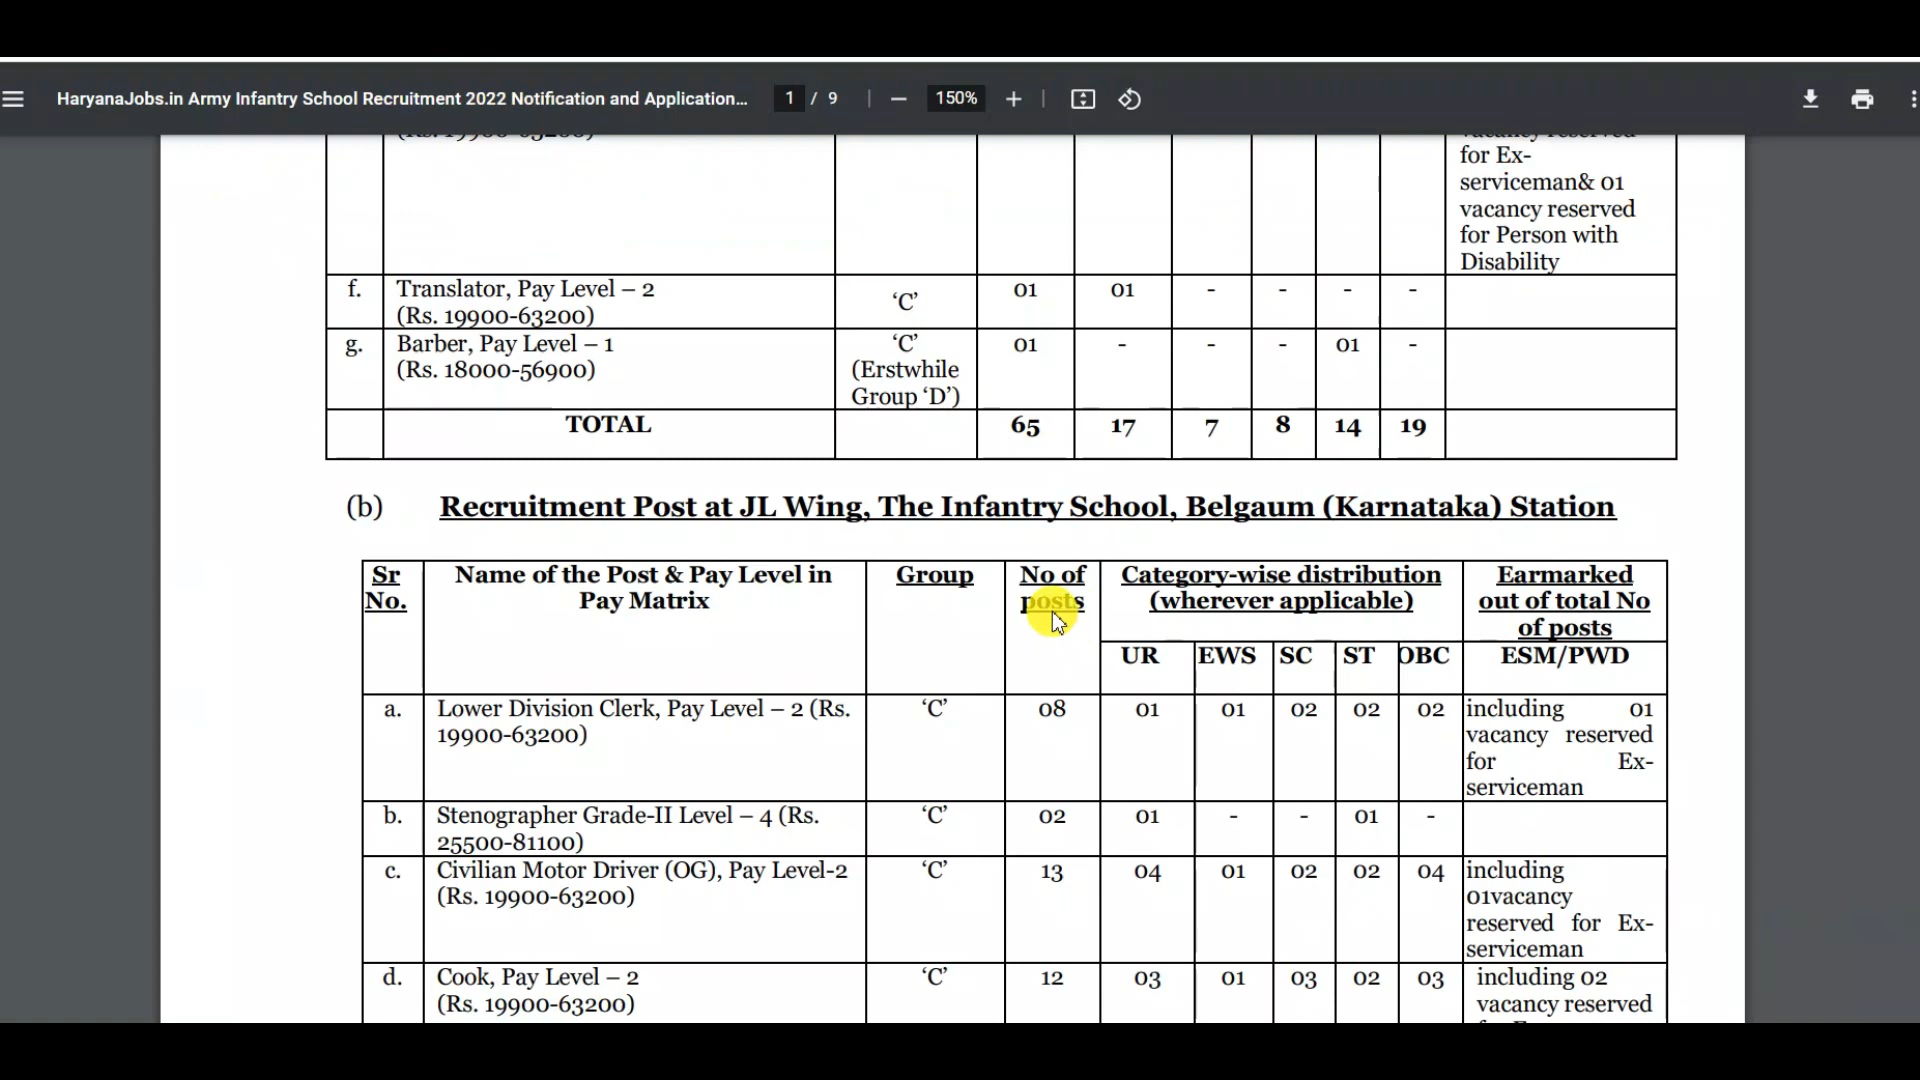 HaryanaJobs.in Army Infantry School Recruitment 2022 Notification and Application... 1 / 9 150%
for Ex-
serviceman& 01
vacancy reserved
for Person with
Disability
f. Translator, Pay Level – 2 ‘C’ 01 01 - - - -
(Rs. 19900-63200)
g. Barber, Pay Level – 1 ‘C’ 01 - - - 01 -
(Rs. 18000-56900) (Erstwhile
Group ‘D’)
TOTAL 65 17 7 8 14 19
(b) Recruitment Post at JL Wing, The Infantry School, Belgaum (Karnataka) Station
Sr Name of the Post & Pay Level in Group No of Category-wise distribution Earmarked
No. Pay Matrix posts (wherever applicable) out of total No
of posts
UR EWS SC ST OBC ESM/PWD
a. Lower Division Clerk, Pay Level – 2 (Rs. ‘C’ 08 01 01 02 02 02 including 01
19900-63200) vacancy reserved
for Ex-
serviceman
b. Stenographer Grade-II Level – 4 (Rs. ‘C’ 02 01 - - 01 -
25500-81100)
c. Civilian Motor Driver (OG), Pay Level-2 ‘C’ 13 04 01 02 02 04 including
(Rs. 19900-63200) 01vacancy
reserved for Ex-
serviceman
d. Cook, Pay Level – 2 ‘C’ 12 03 01 03 02 03 including 02
(Rs. 19900-63200) vacancy reserved